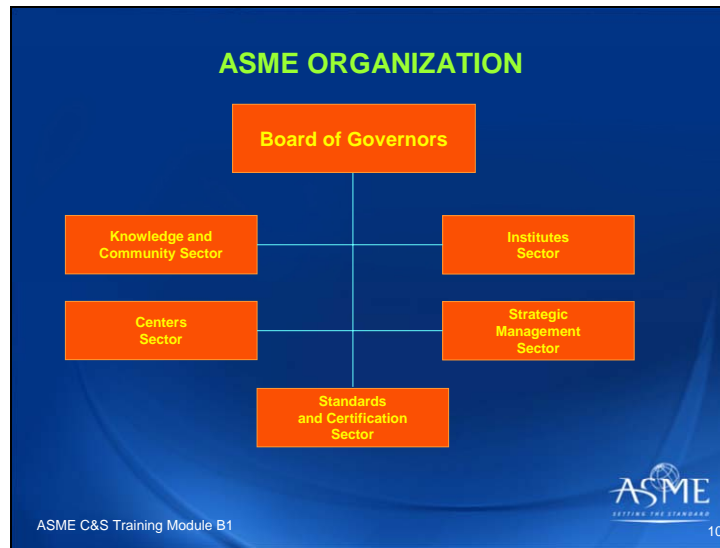 ASME ORGANIZATION
Board of Governors
Knowledge and
Community Sector
Institutes
Sector
Centers
Sector
Strategic
Management
Sector
Standards
and Certification
Sector
ASME
SETTING THE STANDARD
ASME C&S Training Module B1
10